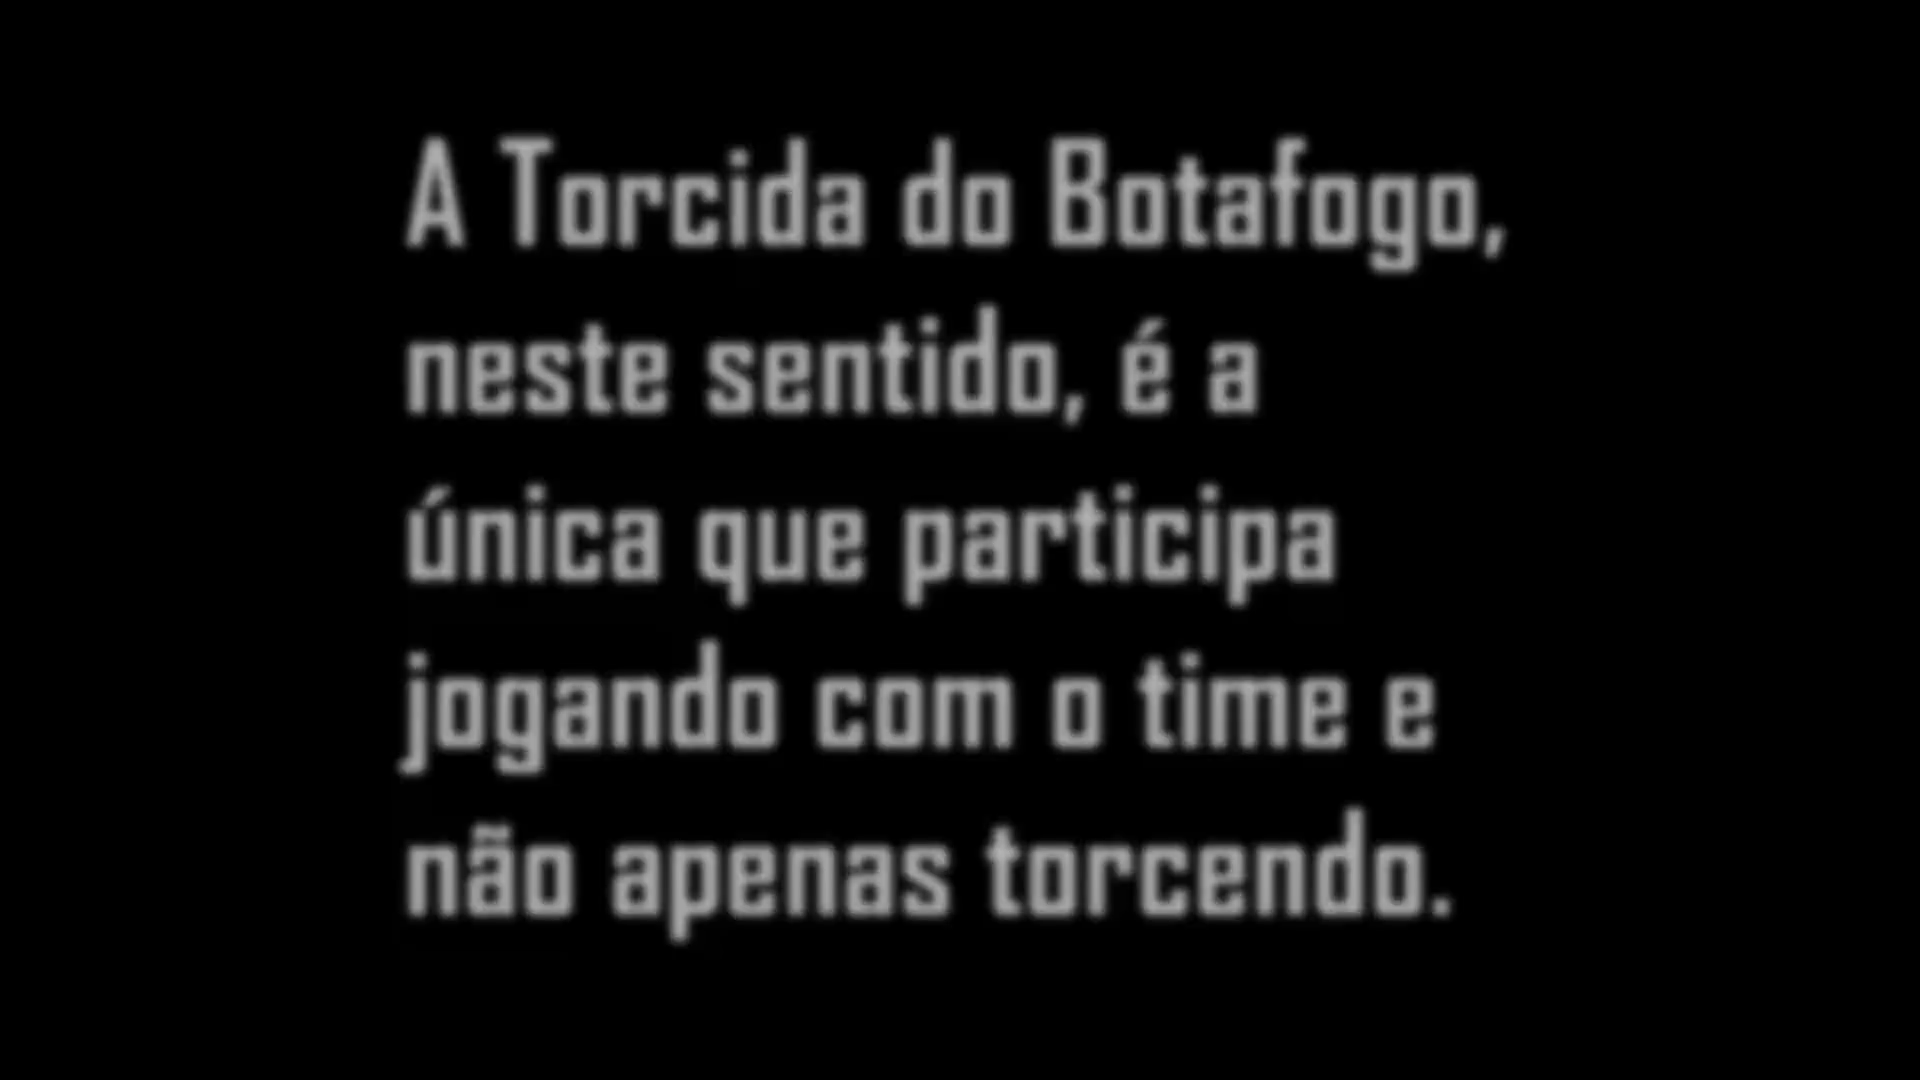 A Torcida do Botafogo,
neste sentido, é a
única que participa
jogando com o time e
não apenas torcendo.